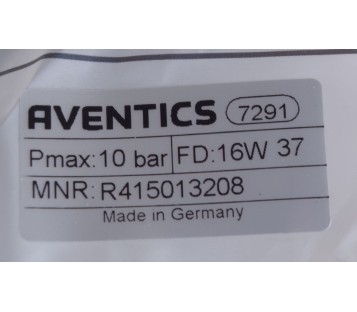 AVENTICS 7291
Pmax:10 bar FD:16W 37
MNR:R415013208
Made in Germany